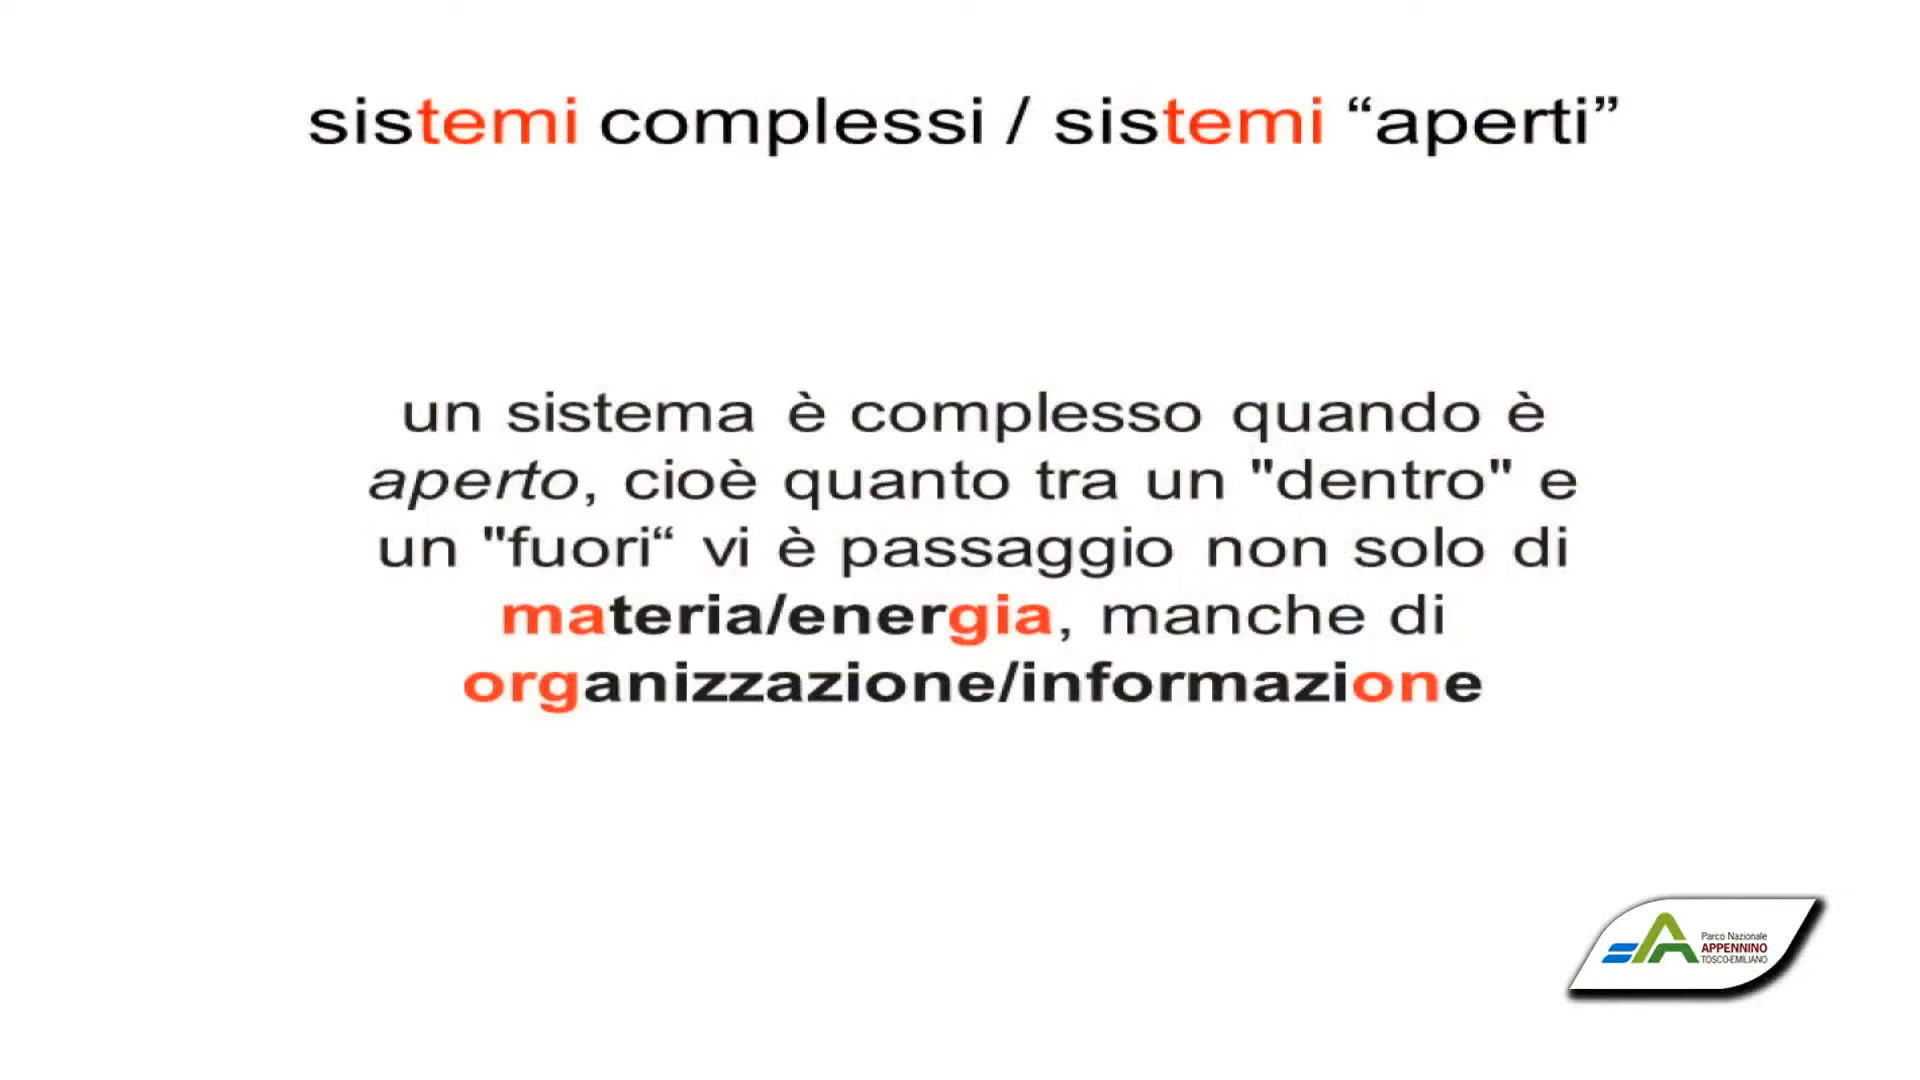 sistemi complessi / sistemi “aperti”
un sistema è complesso quando è
aperto, cioè quanto tra un "dentro" e
un "fuori“ vi è passaggio non solo di
materia/energia, manche di
organizzazione/informazione
Parco Nazionale
APPENNINO
TOSCO-EMILIANO